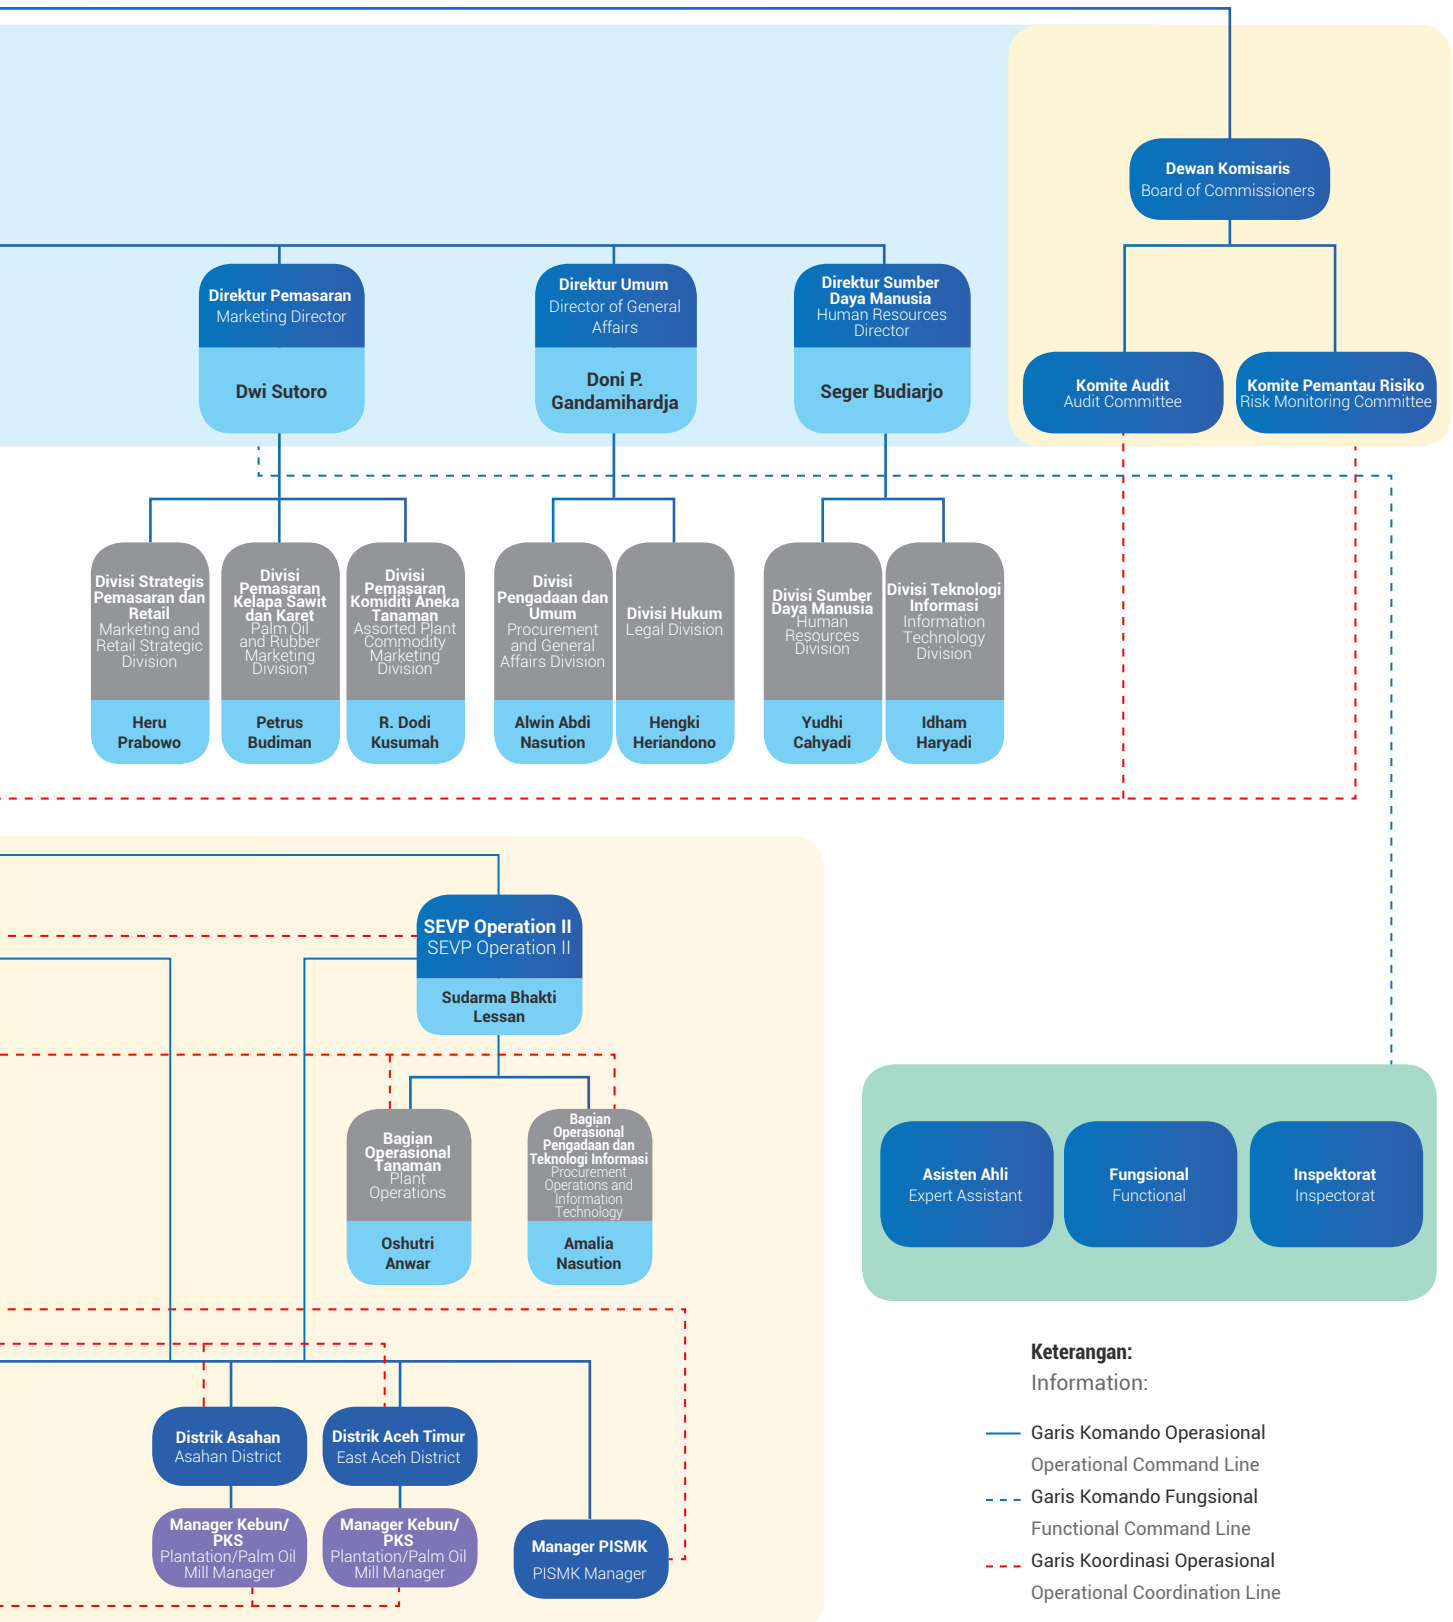 Dewan Komisaris
Board of Commissioners
Direktur Pemasaran
Marketing Director
Dwi Sutoro
Direktur Umum
Director of General
Affairs
Doni P.
Gandamihardja
Direktur Sumber
Daya Manusia
Human Resources
Director
Seger Budiarjo
Komite Audit
Audit Committee
Komite Pemantau Risiko
Risk Monitoring Committee
Divisi Strategis
Pemasaran dan
Retail
Marketing and
Retail Strategic
Division
Heru
Prabowo
Divisi
Pemasaran
Kelapa Sawit
dan Karet
Palm Oil
and Rubber
Marketing
Division
Petrus
Budiman
Divisi
Pemasaran
Komiditi Aneka
Tanaman
Assorted Plant
Commodity
Marketing
Division
R. Dodi
Kusumah
Divisi
Pengadaan dan
Umum
Procurement
and General
Affairs Division
Alwin Abdi
Nasution
Divisi Hukum
Legal Division
Hengki
Heriandono
Divisi Sumber
Daya Manusia
Human
Resources
Division
Yudhi
Cahyadi
Divisi Teknologi
Informasi
Information
Technology
Division
Idham
Haryadi
SEVP Operation II
SEVP Operation II
Sudarma Bhakti
Lessan
Bagian
Operasional
Tanaman
Plant
Operations
Oshutri
Anwar
Bagian
Operasional
Pengadaan dan
Teknologi Informasi
Procurement
Operations and
Information
Technology
Amalia
Nasution
Asisten Ahli
Expert Assistant
Fungsional
Functional
Inspektorat
Inspectorat
Distrik Asahan
Asahan District
Distrik Aceh Timur
East Aceh District
Manager Kebun/
PKS
Plantation/Palm Oil
Mill Manager
Manager Kebun/
PKS
Plantation/Palm Oil
Mill Manager
Manager PISMK
PISMK Manager
Keterangan:
Information:
Garis Komando Operasional
Operational Command Line
Garis Komando Fungsional
Functional Command Line
Garis Koordinasi Operasional
Operational Coordination Line